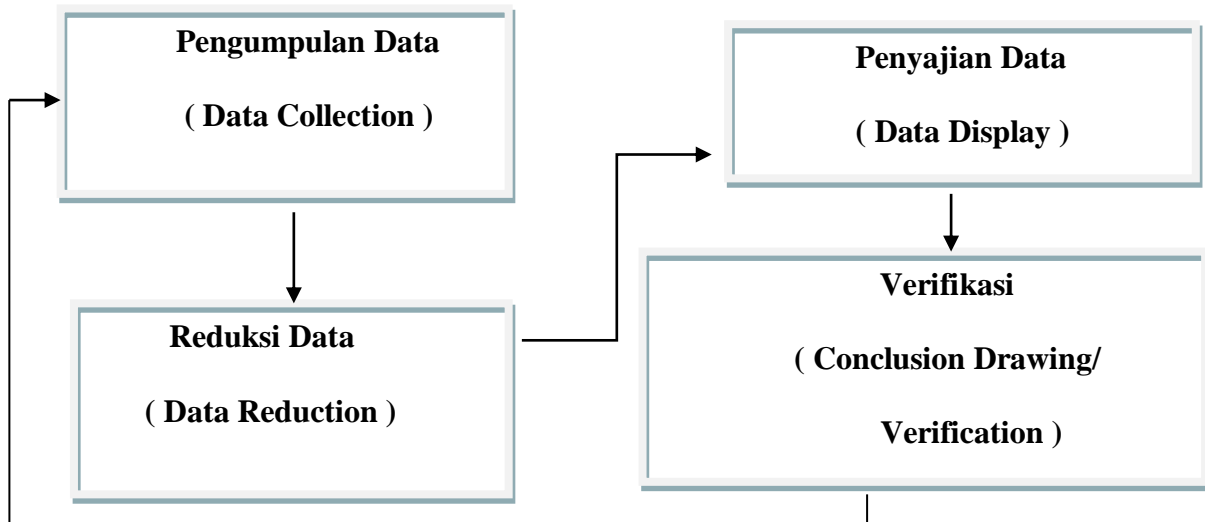 Pengumpulan Data
( Data Collection )
Reduksi Data
( Data Reduction )
Penyajian Data
( Data Display )
Verifikasi
( Conclusion Drawing/
Verification )